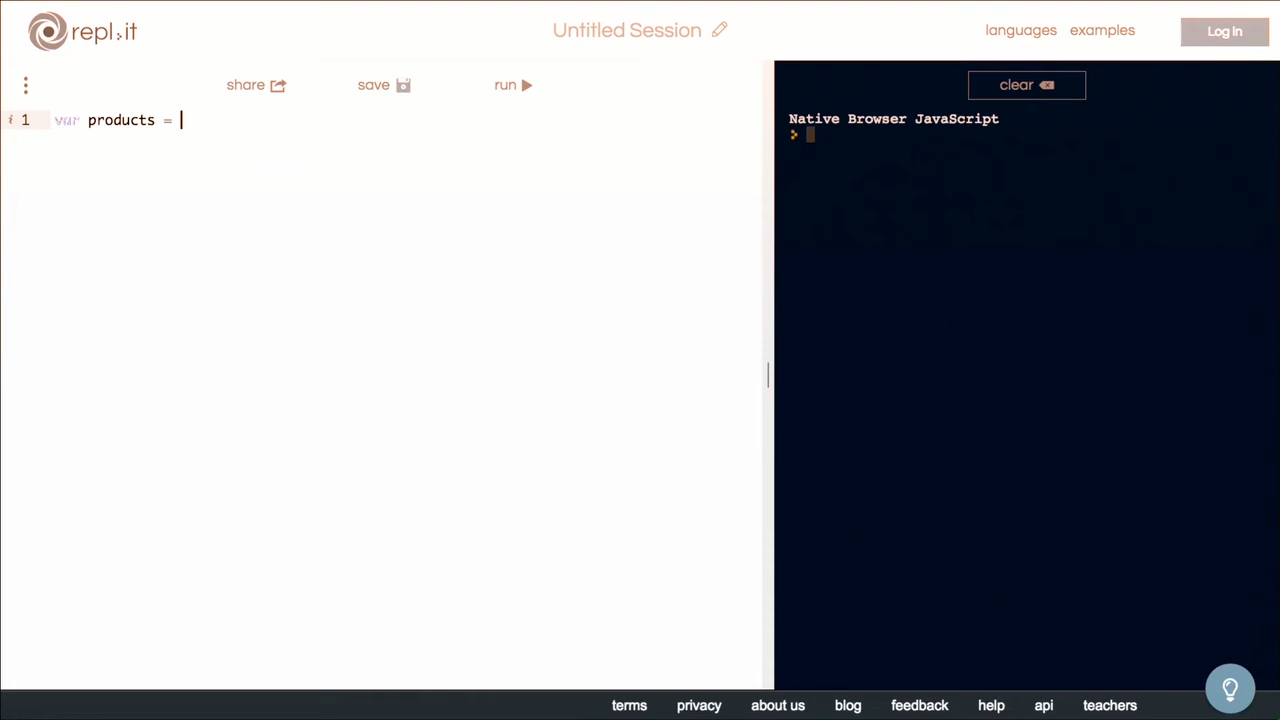 repl.it
Untitled Session
languages examples Log in
share save run clear
i 1 var products =
Native Browser JavaScript
>
terms privacy about us blog feedback help api teachers